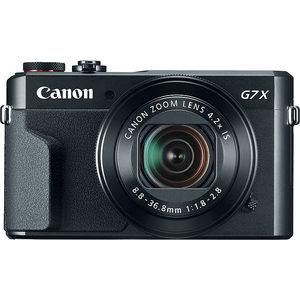 Canon
G7X
CANON ZOOM LENS 4.2x IS
8.8-36.8mm 1:1.8-2.8